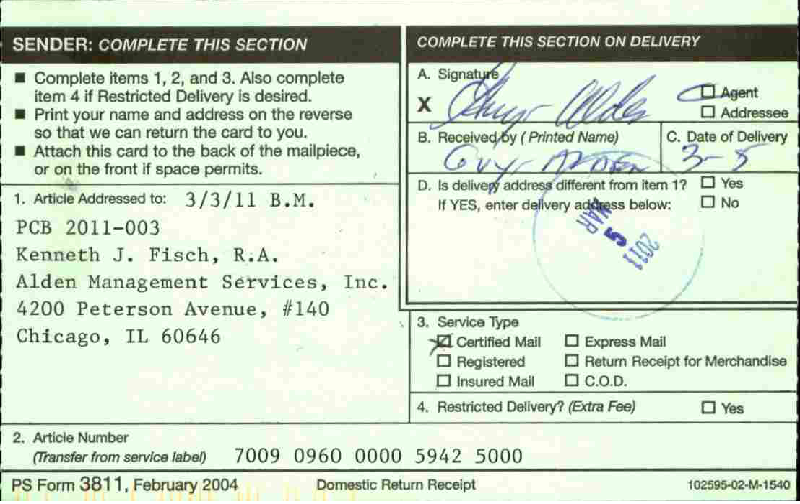 SENDER: COMPLETE THIS SECTION
■ Complete items 1, 2, and 3. Also complete
item 4 if Restricted Delivery is desired.
■ Print your name and address on the reverse
so that we can return the card to you.
■ Attach this card to the back of the mailpiece,
or on the front if space permits.
1. Article Addressed to: 3/3/11 B.M.
PCB 2011-003
Kenneth J. Fisch, R.A.
Alden Management Services, Inc.
4200 Peterson Avenue, #140
Chicago, IL 60646
2. Article Number
(Transfer from service label) 7009 0960 0000 5942 5000
COMPLETE THIS SECTION ON DELIVERY
A. Signature
X
☐ Agent
☐ Addressee
B. Received by (Printed Name)
C. Date of Delivery
3-5
D. Is delivery address different from item 1? ☐ Yes
If YES, enter delivery address below: ☐ No
MAR 5 2011
3. Service Type
☒ Certified Mail ☐ Express Mail
☐ Registered ☐ Return Receipt for Merchandise
☐ Insured Mail ☐ C.O.D.
4. Restricted Delivery? (Extra Fee) ☐ Yes
PS Form 3811, February 2004 Domestic Return Receipt 102595-02-M-1540